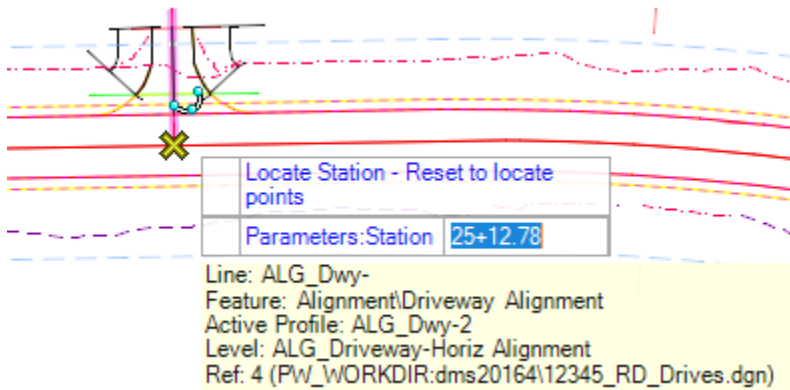 Locate Station - Reset to locate
points
Parameters:Station 25+12.78
Line: ALG_Dwy-
Feature: Alignment\Driveway Alignment
Active Profile: ALG_Dwy-2
Level: ALG_Driveway-Horiz Alignment
Ref: 4 (PW_WORKDIR:dms20164\12345_RD_Drives.dgn)